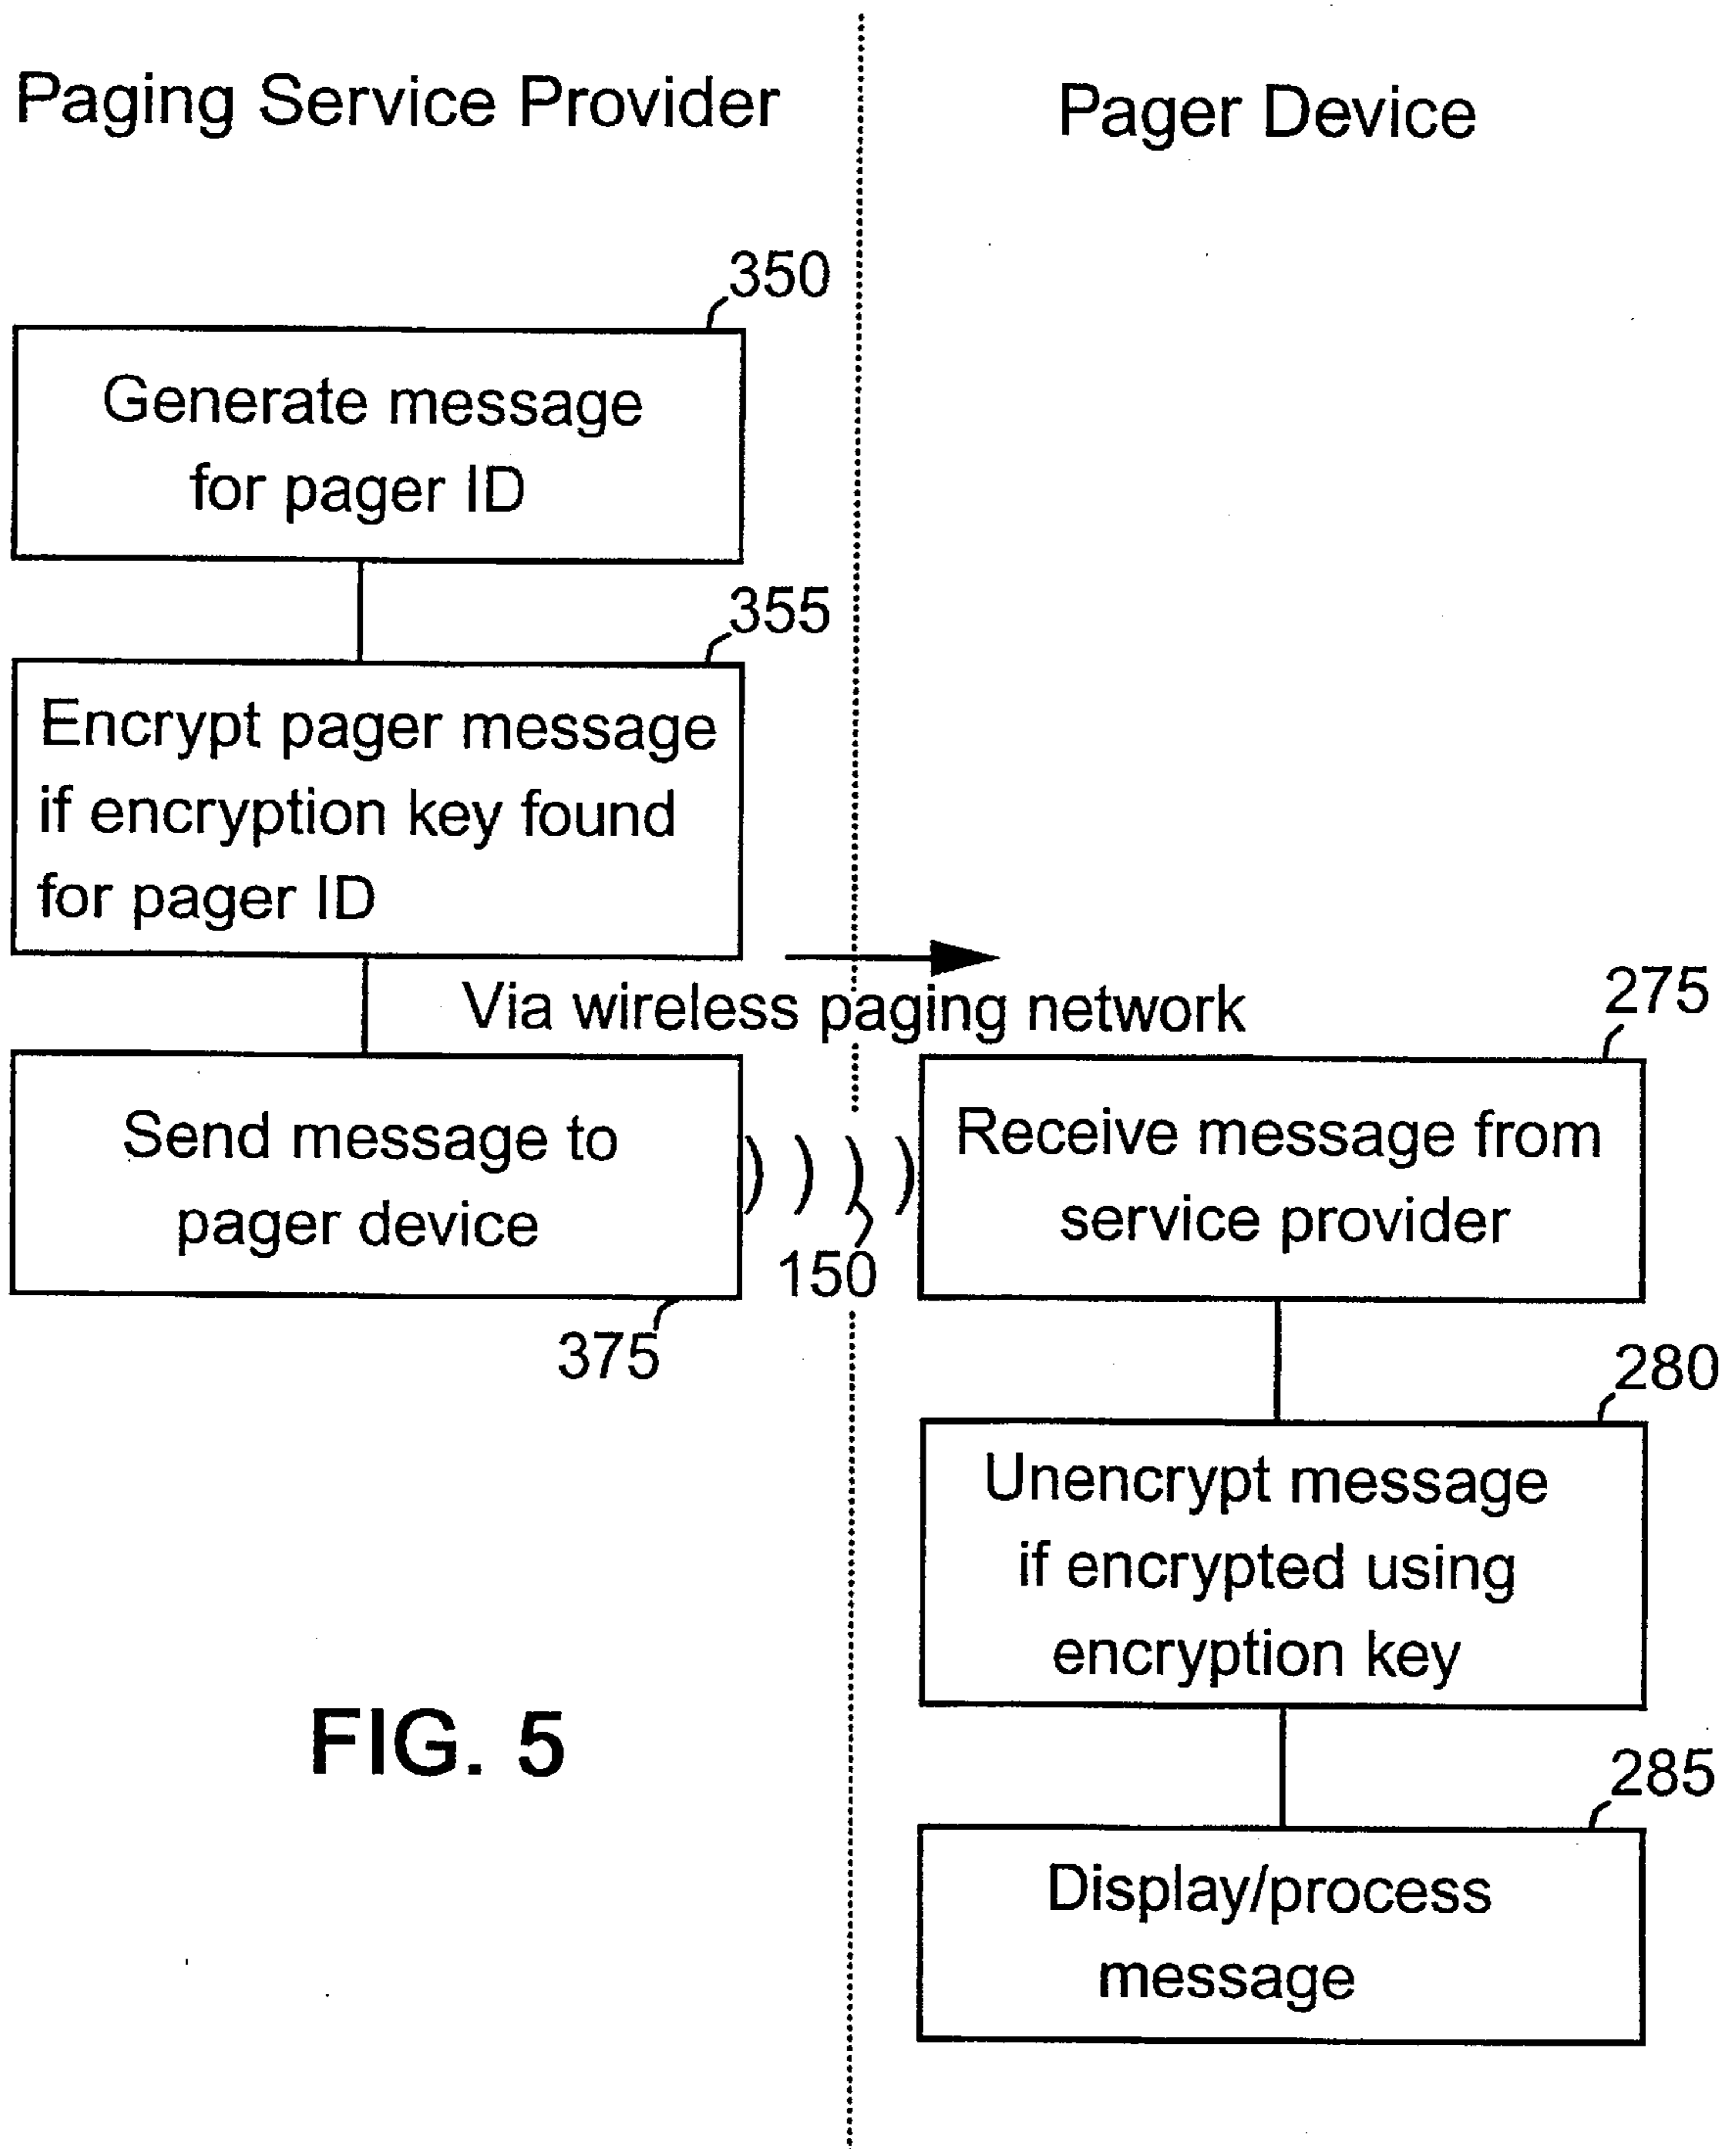 Paging Service Provider
Pager Device
350
Generate message
for pager ID
355
Encrypt pager message
if encryption key found
for pager ID
Via wireless paging network
Send message to
pager device
375
150
275
Receive message from
service provider
280
Unencrypt message
if encrypted using
encryption key
285
Display/process
message
FIG. 5